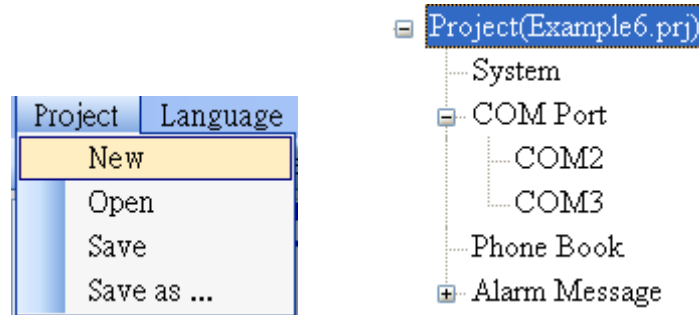 Project Language
New
Open
Save
Save as ...
Project(Example6.prj)
System
COM Port
COM2
COM3
Phone Book
Alarm Message